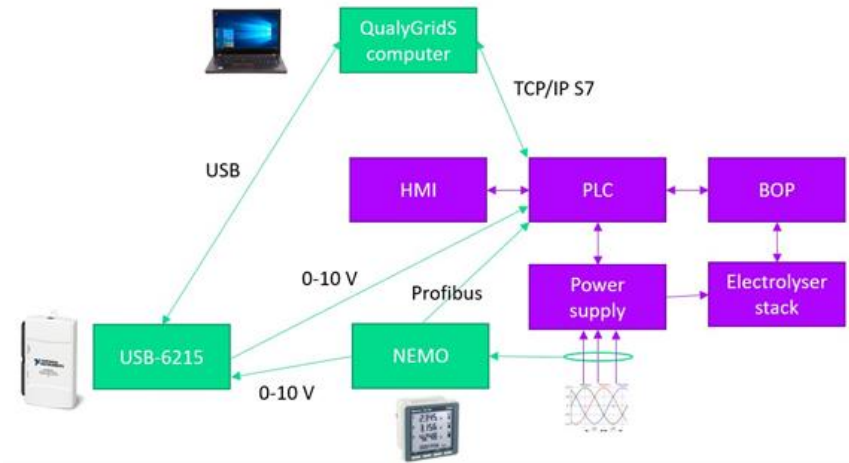 QualyGridS
computer
TCP/IP S7
USB
HMI
PLC
BOP
0-10 V
Profibus
Power
supply
Electrolyser
stack
USB-6215
NEMO
0-10 V